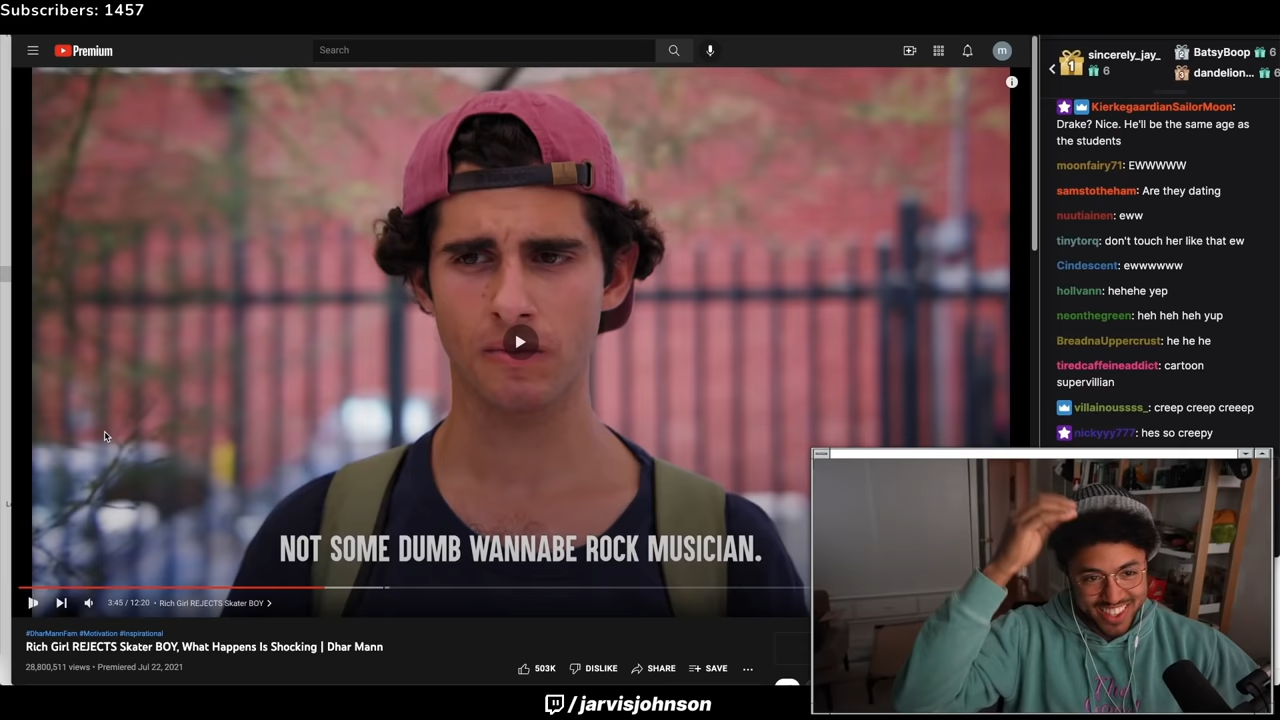 Subscribers: 1457
Premium
Search
m
1
sincerely_jay_
6
BatsyBoop 6
dandelion... 6
KierkegaardianSailorMoon:
Drake? Nice. He'll be the same age as
the students
moonfairy71: EWWWWW
samstotheham: Are they dating
nuutiainen: eww
tinytorq: don't touch her like that ew
Cindescent: ewwwwww
hollvann: hehehe yep
neonthegreen: heh heh heh yup
BreadnaUppercrust: he he he
tiredcaffeineaddict: cartoon
supervillian
villainoussss_: creep creep creeep
nickyyy777: hes so creepy
NOT SOME DUMB WANNABE ROCK MUSICIAN.
3:45 / 12:20 • Rich Girl REJECTS Skater BOY
#DharMannFam #Motivation #Inspirational
Rich Girl REJECTS Skater BOY, What Happens Is Shocking | Dhar Mann
28,800,511 views • Premiered Jul 22, 2021
503K DISLIKE SHARE SAVE ...
/jarvisjohnson